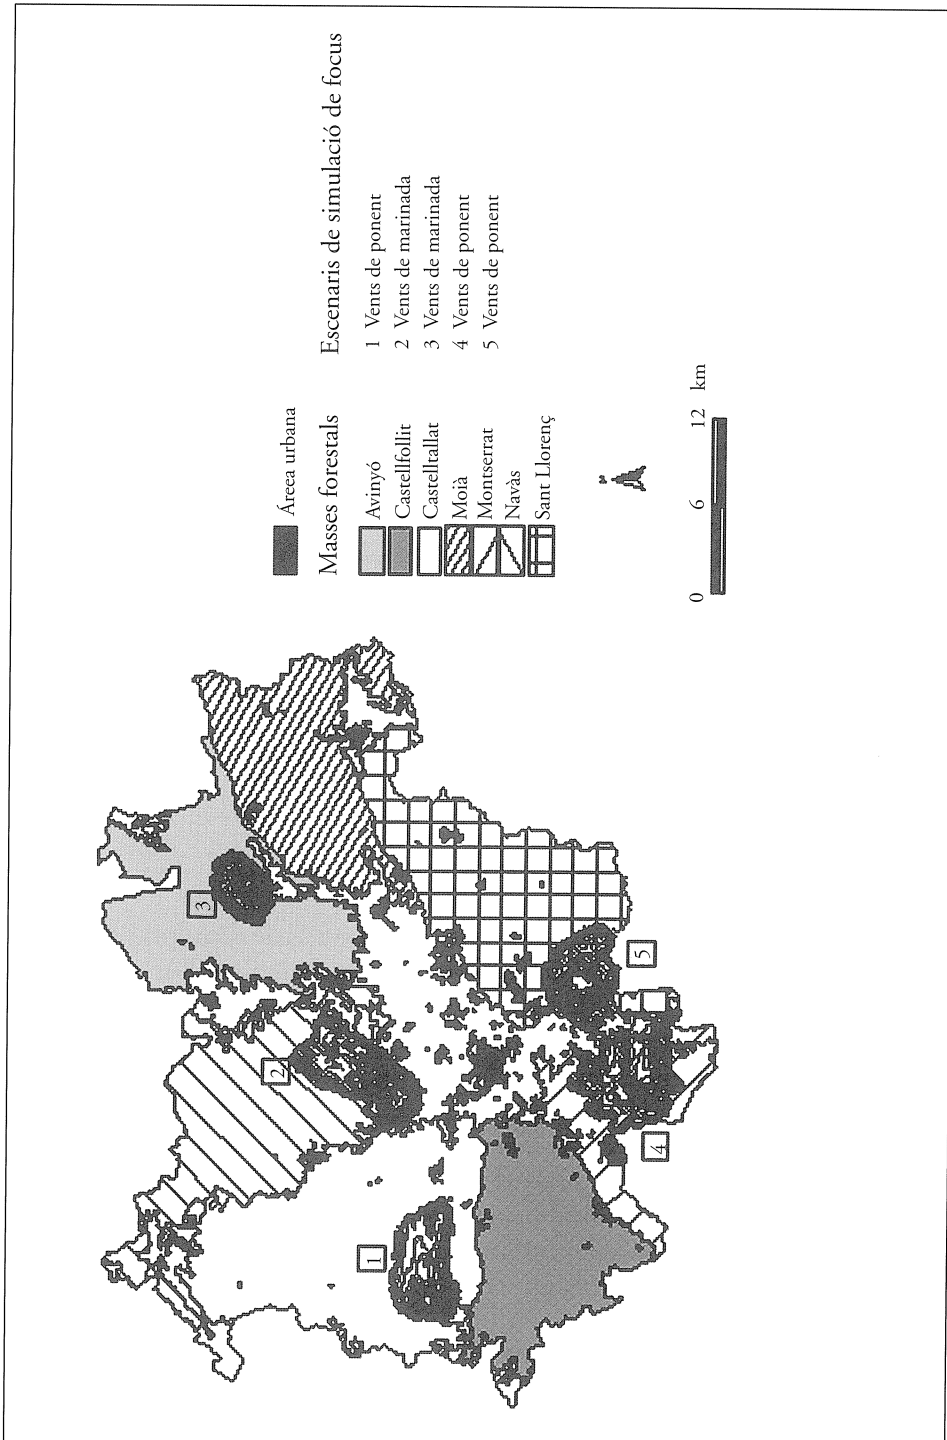 Áreea urbana
Masses forestals
Avinyó
Castellfollit
Castelltallat
Moià
Montserrat
Navàs
Sant Llorenç
Escenaris de simulació de focus
1 Vents de ponent
2 Vents de marinada
3 Vents de marinada
4 Vents de ponent
5 Vents de ponent
0 6 12 km
1
2
3
4
5